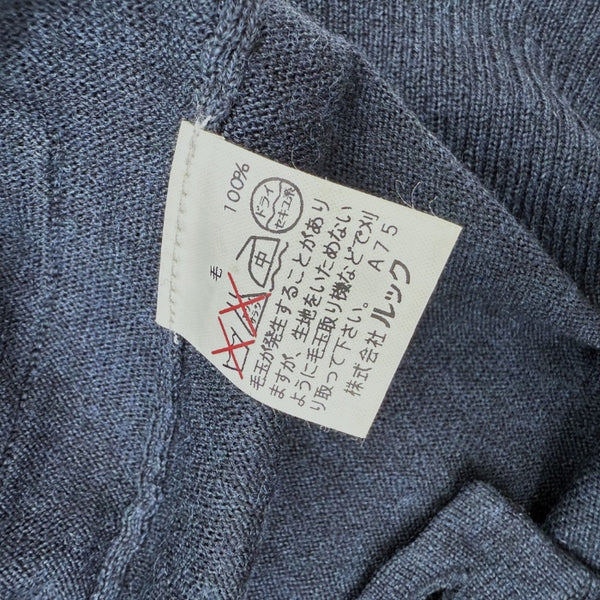 毛 100%
ドライ
セキユ系
中
毛玉が発生することがあり
ますが、生地をいためない
ように毛玉取り機などで刈
り取って下さい。 A75
株式会社 ルック